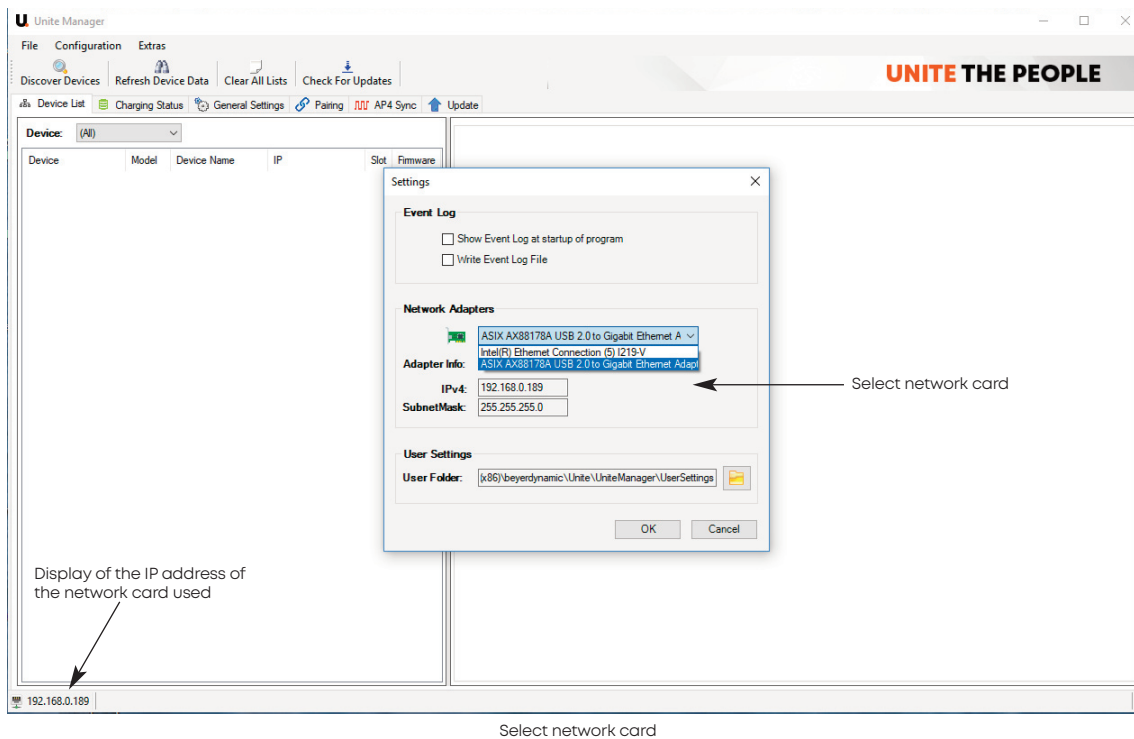 U. Unite Manager
File Configuration Extras
Discover Devices Refresh Device Data Clear All Lists Check For Updates
UNITE THE PEOPLE
Device List Charging Status General Settings Pairing AP4 Sync Update
Device: (All)
Device Model Device Name IP Slot Firmware
Settings
Event Log
Show Event Log at startup of program
Write Event Log File
Network Adapters
ASIX AX88178A USB 2.0 to Gigabit Ethernet A
Intel(R) Ethernet Connection (5) I219-V
Adapter Info: ASIX AX88178A USB 2.0 to Gigabit Ethernet Adapt
Select network card
IPv4: 192.168.0.189
SubnetMask: 255.255.255.0
User Settings
User Folder: (x86)\beyerdynamic\Unite\UniteManager\UserSettings
OK Cancel
Display of the IP address of
the network card used
192.168.0.189
Select network card